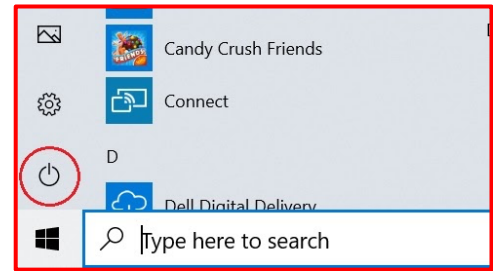 Candy Crush Friends
Connect
D
Dell Digital Delivery
Type here to search